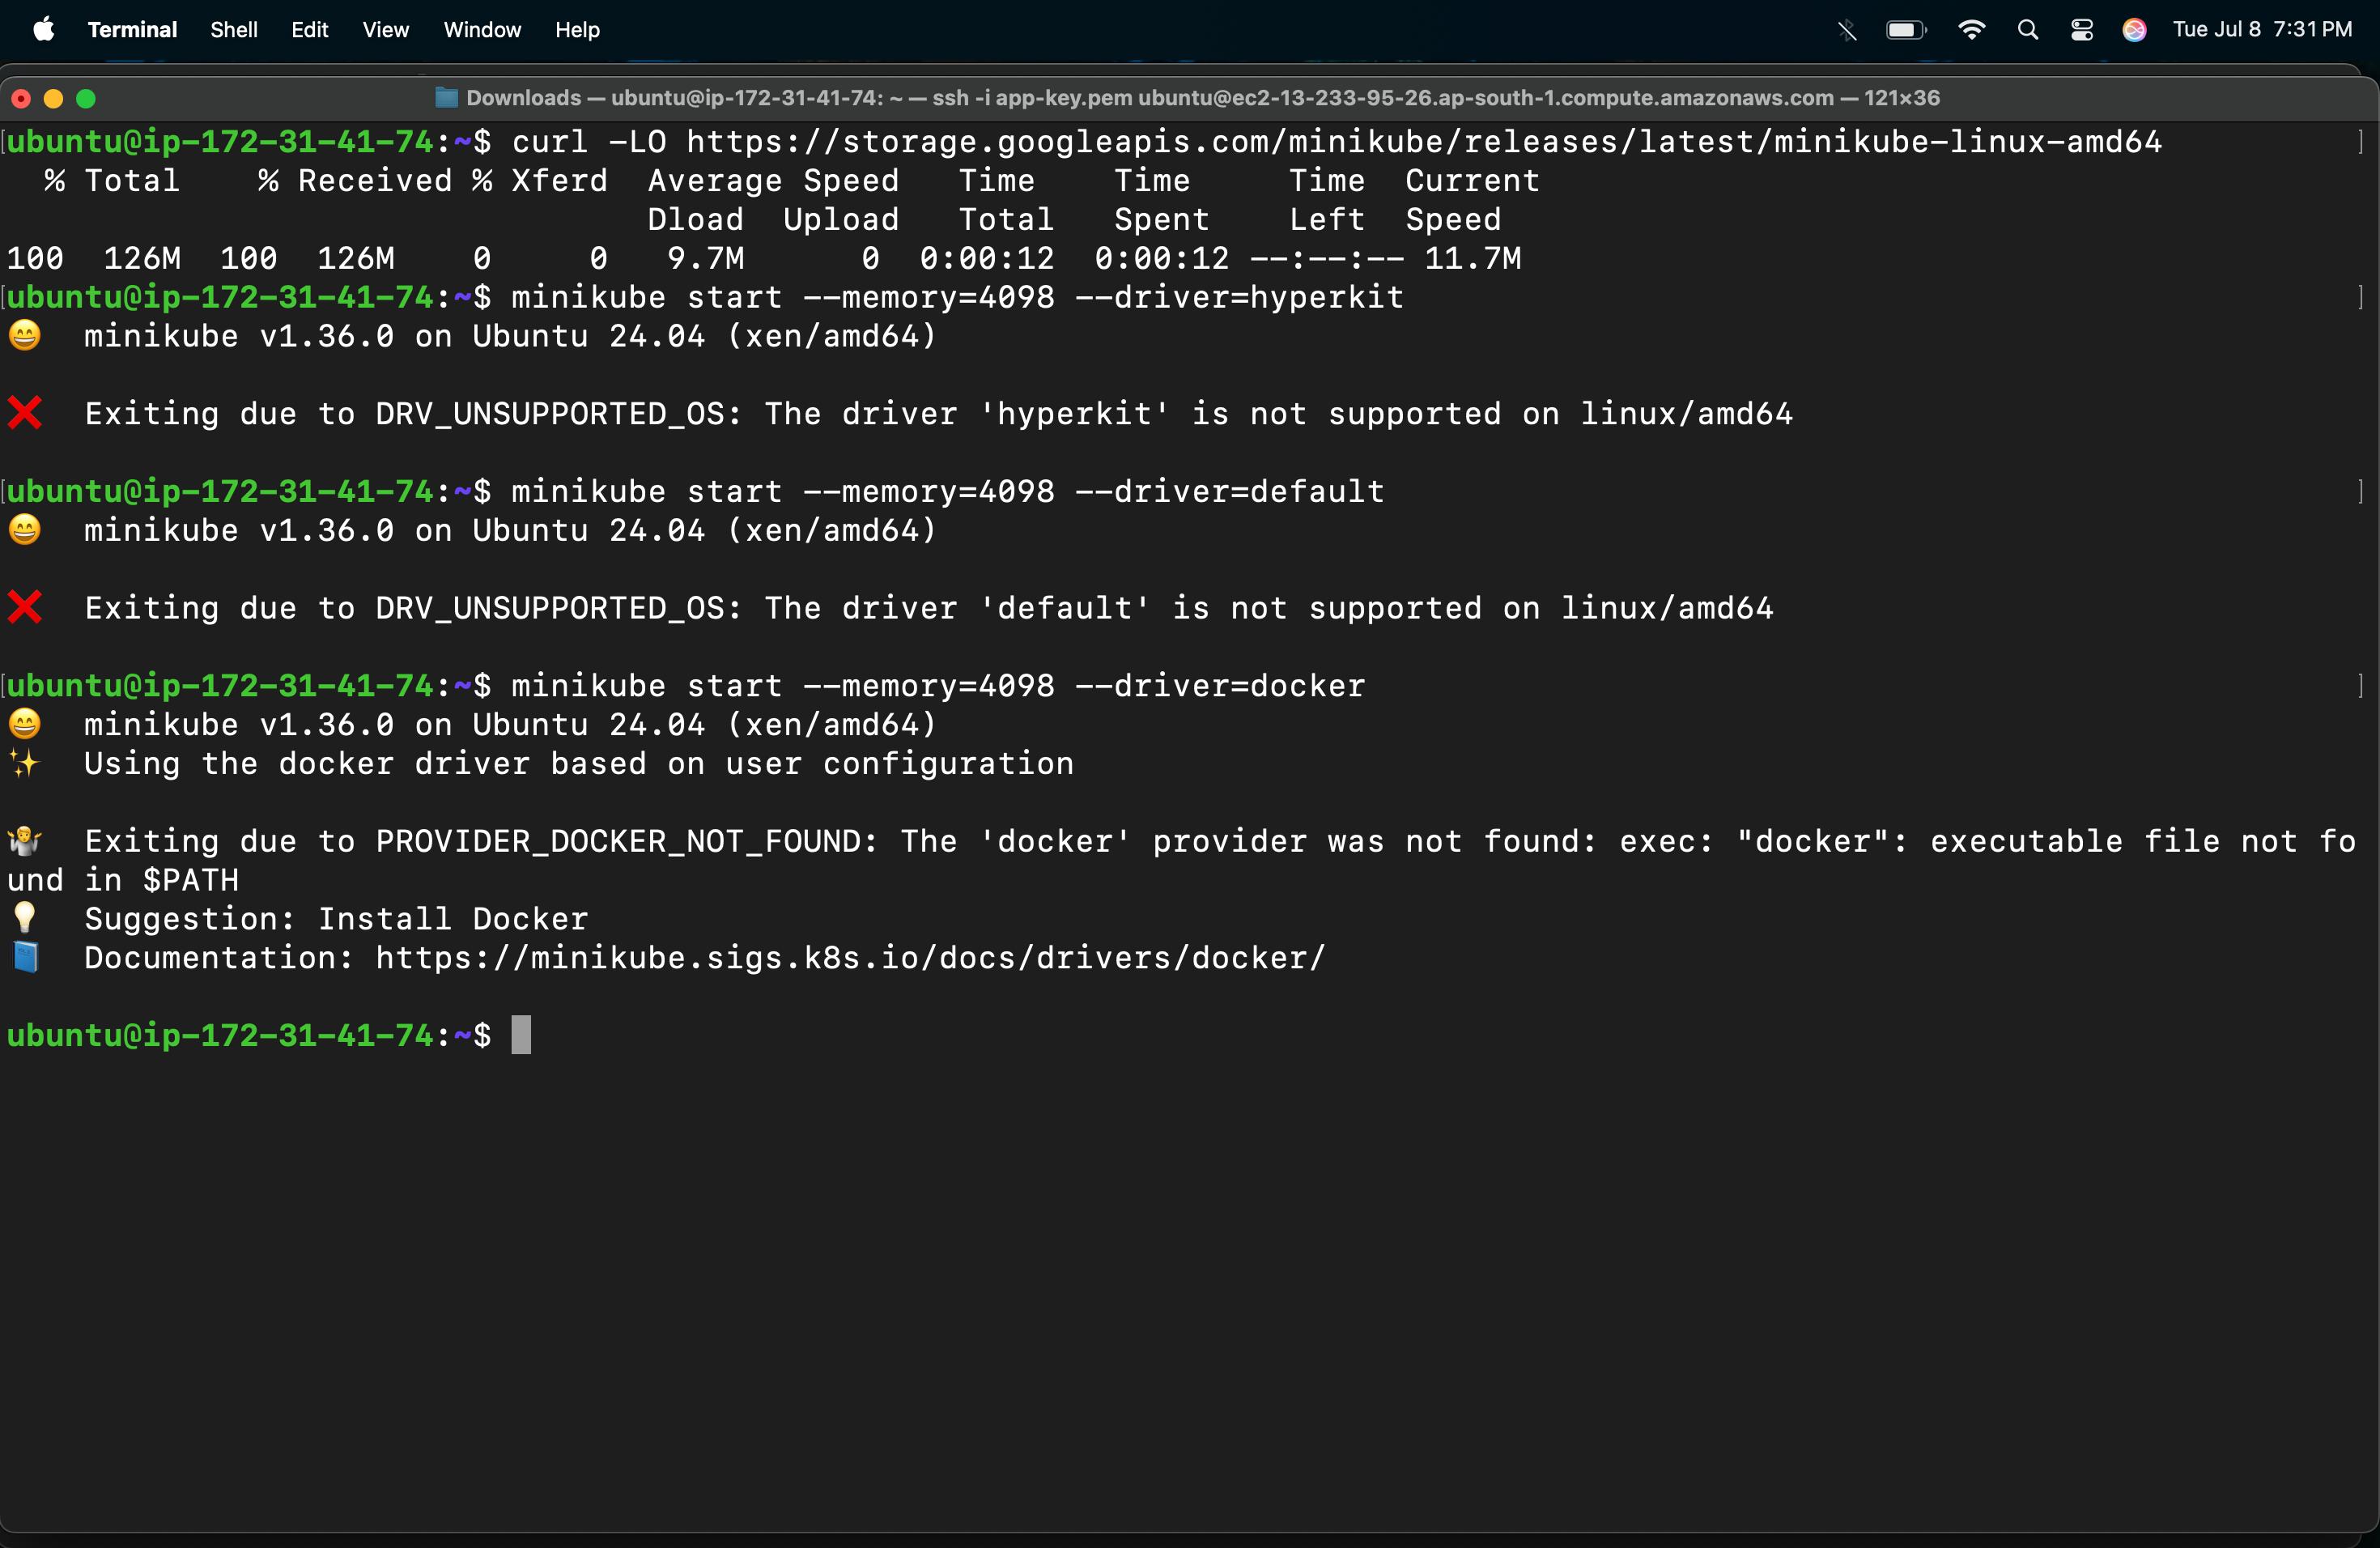 Terminal Shell Edit View Window Help Tue Jul 8 7:31 PM
Downloads — ubuntu@ip-172-31-41-74: ~ — ssh -i app-key.pem ubuntu@ec2-13-233-95-26.ap-south-1.compute.amazonaws.com — 121×36
[ubuntu@ip-172-31-41-74:~$ curl -LO https://storage.googleapis.com/minikube/releases/latest/minikube-linux-amd64 ]
% Total % Received % Xferd Average Speed Time Time Time Current
Dload Upload Total Spent Left Speed
100 126M 100 126M 0 0 9.7M 0 0:00:12 0:00:12 --:--:-- 11.7M
[ubuntu@ip-172-31-41-74:~$ minikube start --memory=4098 --driver=hyperkit ]
😄 minikube v1.36.0 on Ubuntu 24.04 (xen/amd64)
❌ Exiting due to DRV_UNSUPPORTED_OS: The driver 'hyperkit' is not supported on linux/amd64
[ubuntu@ip-172-31-41-74:~$ minikube start --memory=4098 --driver=default ]
😄 minikube v1.36.0 on Ubuntu 24.04 (xen/amd64)
❌ Exiting due to DRV_UNSUPPORTED_OS: The driver 'default' is not supported on linux/amd64
[ubuntu@ip-172-31-41-74:~$ minikube start --memory=4098 --driver=docker ]
😄 minikube v1.36.0 on Ubuntu 24.04 (xen/amd64)
✨ Using the docker driver based on user configuration
🤷 Exiting due to PROVIDER_DOCKER_NOT_FOUND: The 'docker' provider was not found: exec: "docker": executable file not fo
und in $PATH
💡 Suggestion: Install Docker
📘 Documentation: https://minikube.sigs.k8s.io/docs/drivers/docker/
ubuntu@ip-172-31-41-74:~$